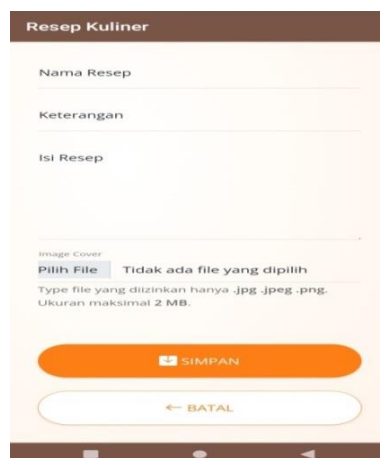 Resep Kuliner
Nama Resep
Keterangan
Isi Resep
Image Cover
Pilih File Tidak ada file yang dipilih
Type file yang diizinkan hanya .jpg .jpeg .png.
Ukuran maksimal 2 MB.
SIMPAN
← BATAL